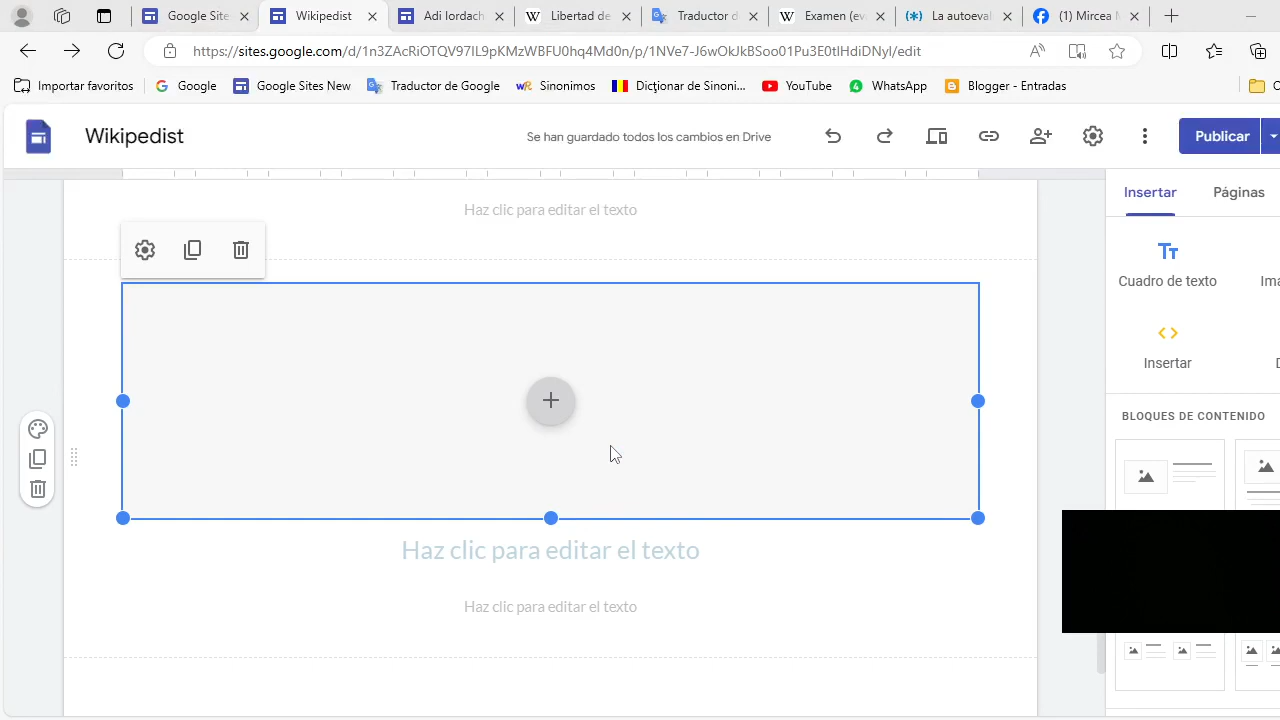 Google Site
Wikipedist
Adi Iordach
Libertad de
Traductor d
Examen (ev
La autoeval
(1) Mircea M
https://sites.google.com/d/1n3ZAcRiOTQV97IL9pKMzWBFU0hq4Md0n/p/1NVe7-J6wOkJkBSoo01Pu3E0tlHdiDNyl/edit
Importar favoritos
Google
Google Sites New
Traductor de Google
Sinonimos
Dicționar de Sinoni...
YouTube
WhatsApp
Blogger - Entradas
Wikipedist
Se han guardado todos los cambios en Drive
Publicar
Insertar
Páginas
Haz clic para editar el texto
Cuadro de texto
Imá
Insertar
BLOQUES DE CONTENIDO
Haz clic para editar el texto
Haz clic para editar el texto